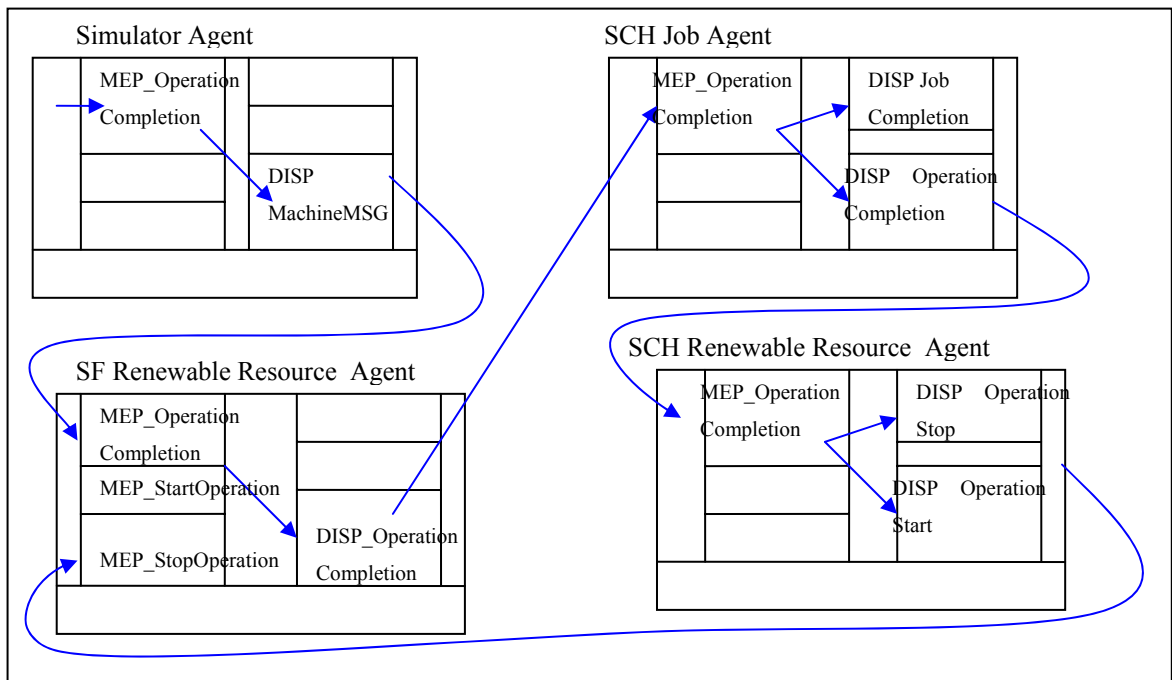 Simulator Agent
MEP_Operation
Completion
DISP
MachineMSG
SCH Job Agent
MEP_Operation
Completion
DISP Job
Completion
DISP Operation
Completion
SF Renewable Resource Agent
MEP_Operation
Completion
MEP_StartOperation
MEP_StopOperation
DISP_Operation
Completion
SCH Renewable Resource Agent
MEP_Operation
Completion
DISP Operation
Stop
DISP Operation
Start